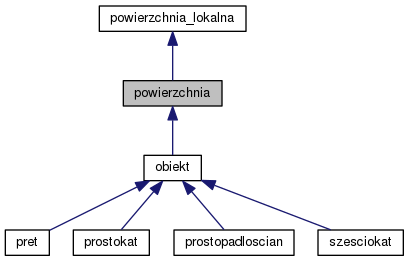 powierzchnia_lokalna
powierzchnia
obiekt
pret
prostokat
prostopadloscian
szesciokat